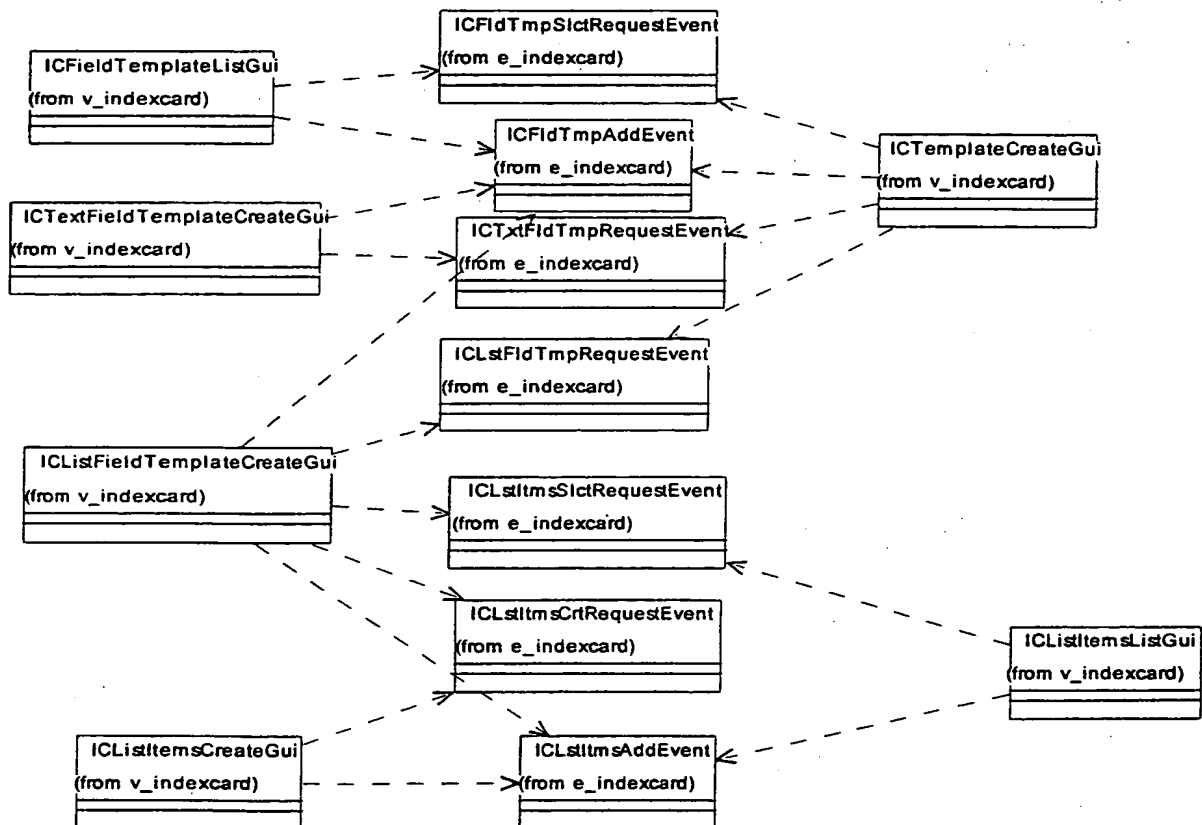 ICFldTmpSlctRequestEvent
(from e_indexcard)
ICFieldTemplateListGui
(from v_indexcard)
ICFldTmpAddEvent
(from e_indexcard)
ICTemplateCreateGui
(from v_indexcard)
ICTextFieldTemplateCreateGui
(from v_indexcard)
ICTxtFldTmpRequestEvent
(from e_indexcard)
ICLstFldTmpRequestEvent
(from e_indexcard)
ICListFieldTemplateCreateGui
(from v_indexcard)
ICLstItmsSlctRequestEvent
(from e_indexcard)
ICLstItmsCrtRequestEvent
(from e_indexcard)
ICListItemsListGui
(from v_indexcard)
ICListItemsCreateGui
(from v_indexcard)
ICLstItmsAddEvent
(from e_indexcard)